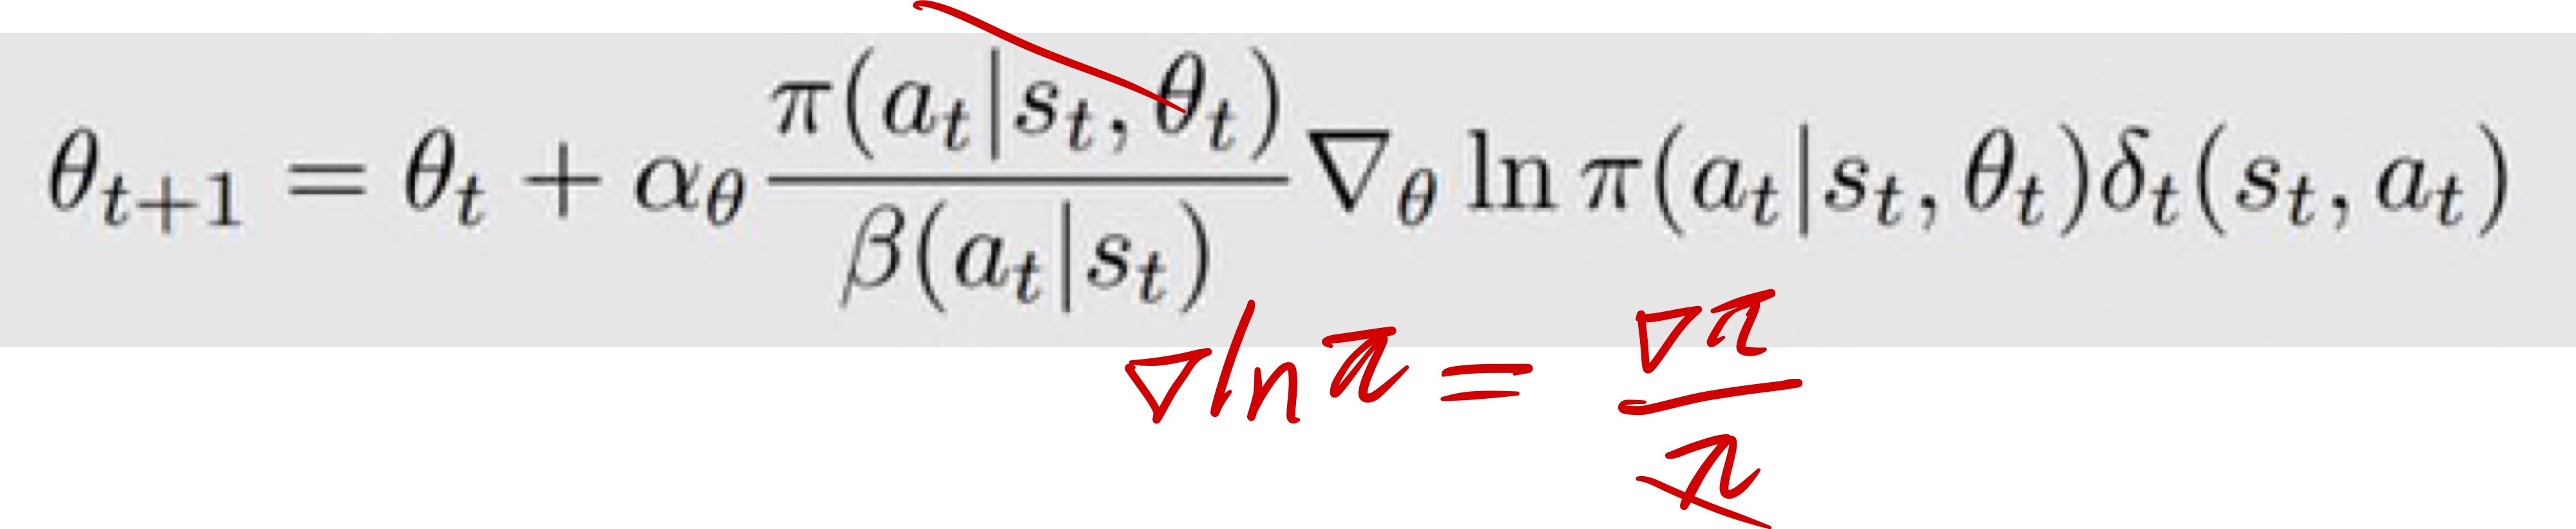 θ_{t+1} = θ_t + α_θ \frac{π(a_t|s_t, θ_t)}{β(a_t|s_t)} ∇_θ ln π(a_t|s_t, θ_t)δ_t(s_t, a_t)
∇ln π = \frac{∇π}{π}